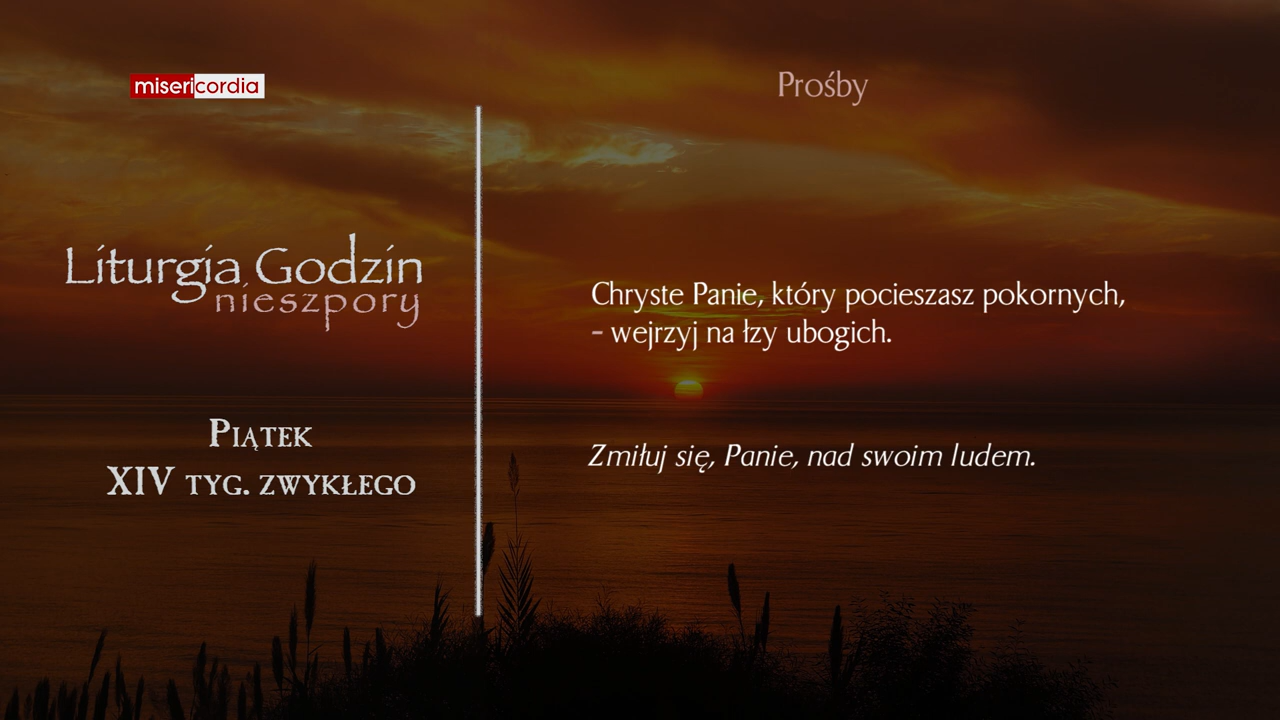 misericordia
Liturgia Godzin
nieszpory
Piątek
XIV tyg. zwykłego
Prośby
Chryste Panie, który pocieszasz pokornych,
– wejrzyj na łzy ubogich.
Zmiłuj się, Panie, nad swoim ludem.